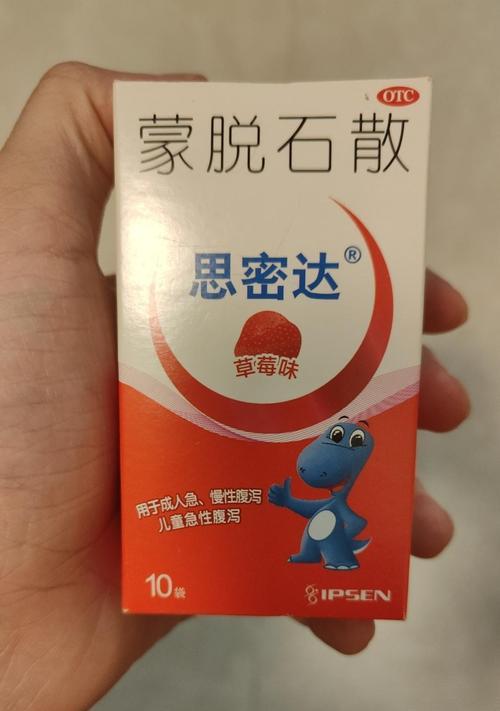 OTC
蒙脱石散
思密达®
草莓味
用于成人急、慢性腹泻
儿童急性腹泻
10袋
IPSEN